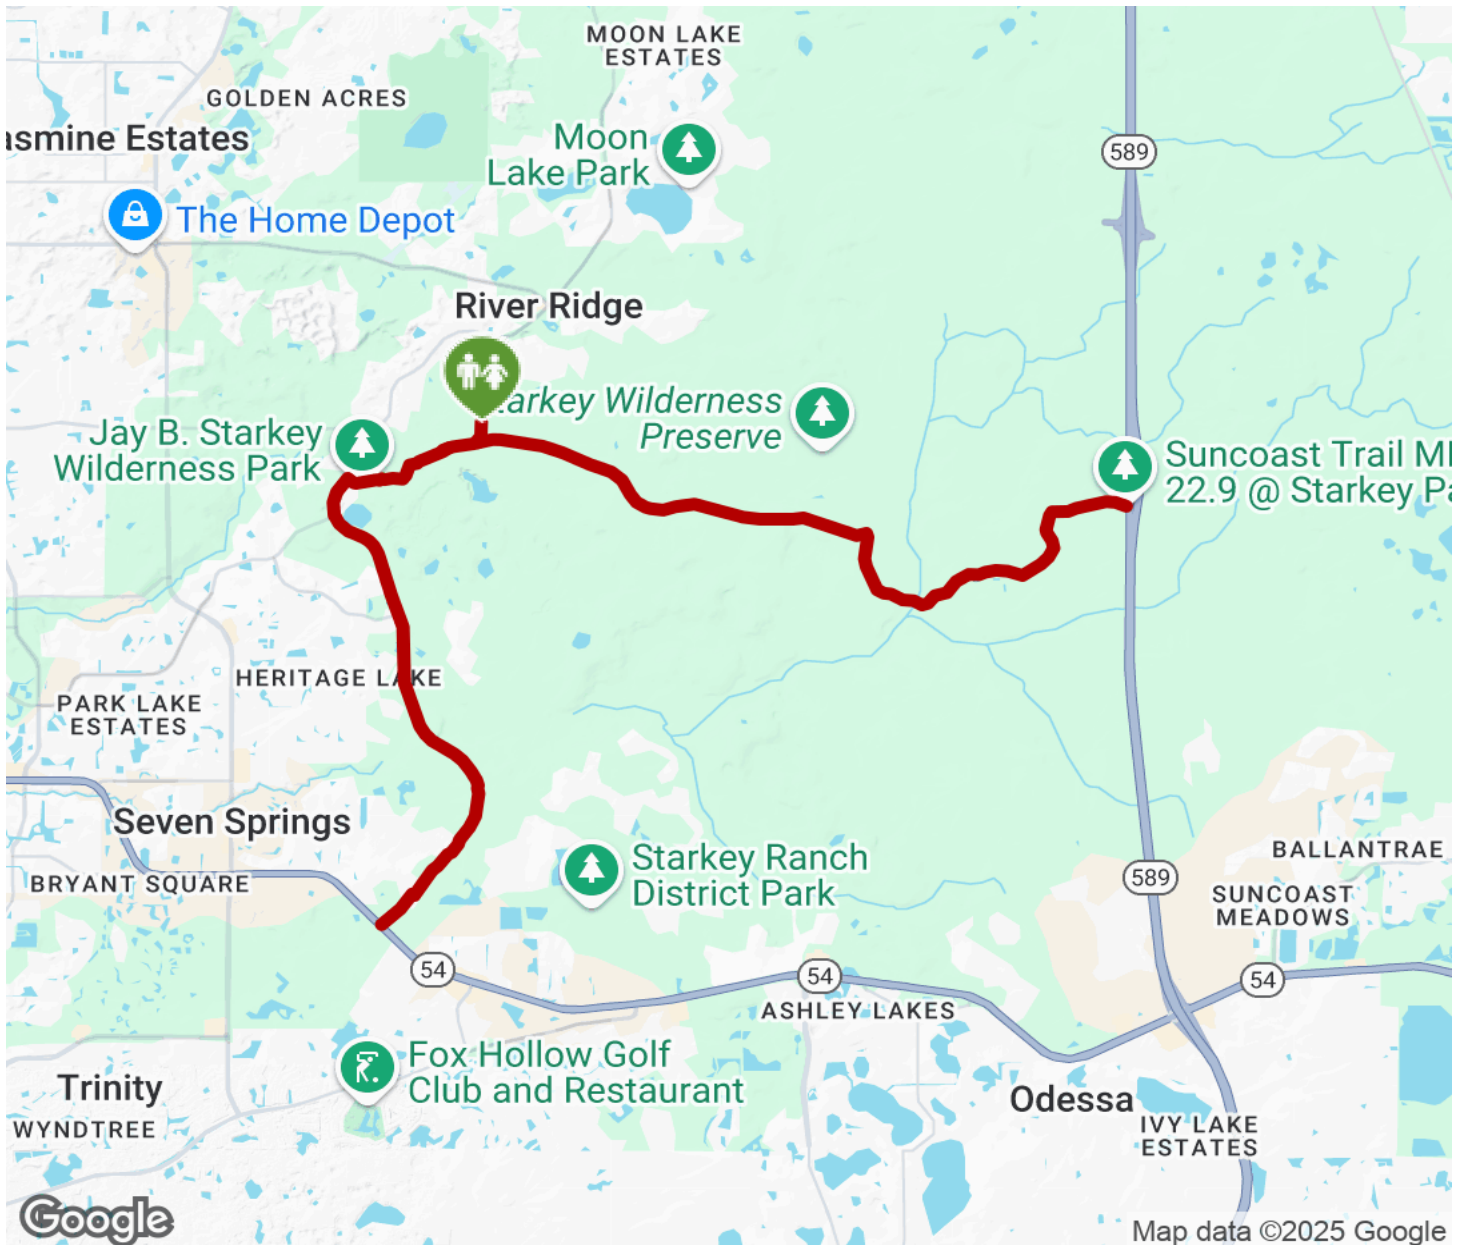 MOON LAKE
ESTATES
GOLDEN ACRES
asmine Estates
Moon
Lake Park
589
The Home Depot
River Ridge
arkey Wilderness
Preserve
Jay B. Starkey
Wilderness Park
Suncoast Trail M
22.9 @ Starkey Pa
HERITAGE LAKE
PARK LAKE
ESTATES
Seven Springs
BRYANT SQUARE
Starkey Ranch
District Park
BALLANTRAE
589
SUNCOAST
MEADOWS
54
54
54
ASHLEY LAKES
Fox Hollow Golf
Club and Restaurant
Trinity
WYNDTREE
Odessa
IVY LAKE
ESTATES
Google
Map data ©2025 Google